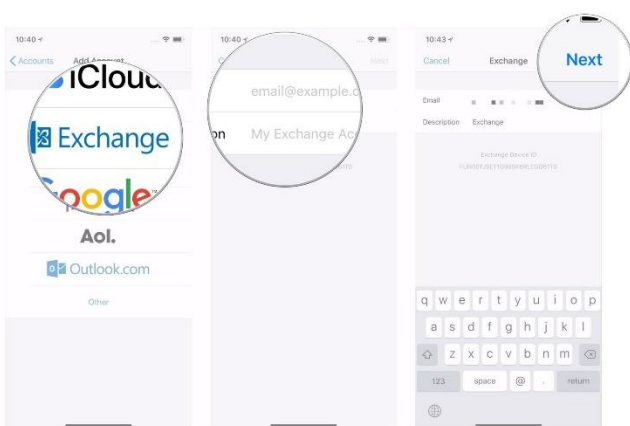 10:40
Accounts
Add Account
iCloud
Exchange
Google
Aol.
Outlook.com
Other
10:40
Next
email@example.c
on My Exchange Acc
10:43
Cancel Exchange Next
Email
Description Exchange
Exchange Device ID
q w e r t y u i o p
a s d f g h j k l
z x c v b n m
123 space @ . return